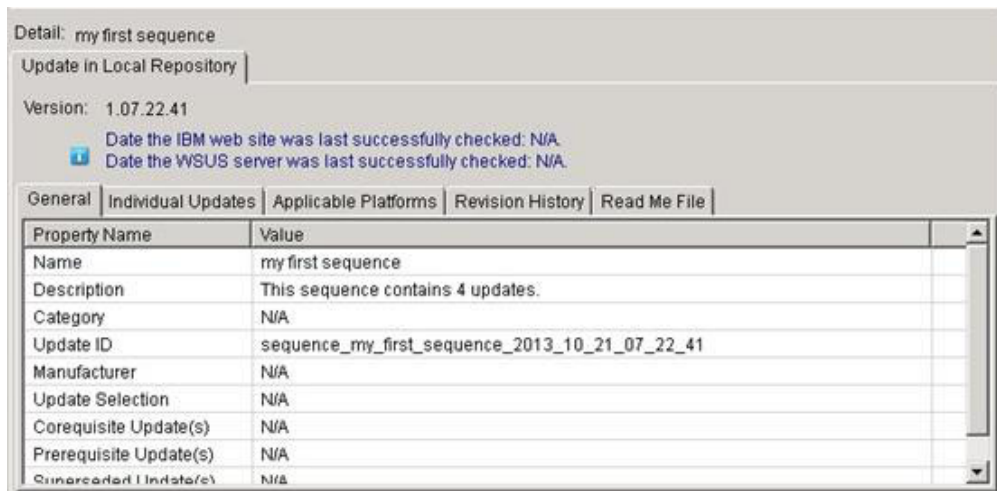 Detail: my first sequence
Update in Local Repository
Version: 1.07.22.41
Date the IBM web site was last successfully checked: N/A.
Date the WSUS server was last successfully checked: N/A.
General Individual Updates Applicable Platforms Revision History Read Me File
Property Name Value
Name my first sequence
Description This sequence contains 4 updates.
Category N/A
Update ID sequence_my_first_sequence_2013_10_21_07_22_41
Manufacturer N/A
Update Selection N/A
Corequisite Update(s) N/A
Prerequisite Update(s) N/A
Superseded Update(s) N/A